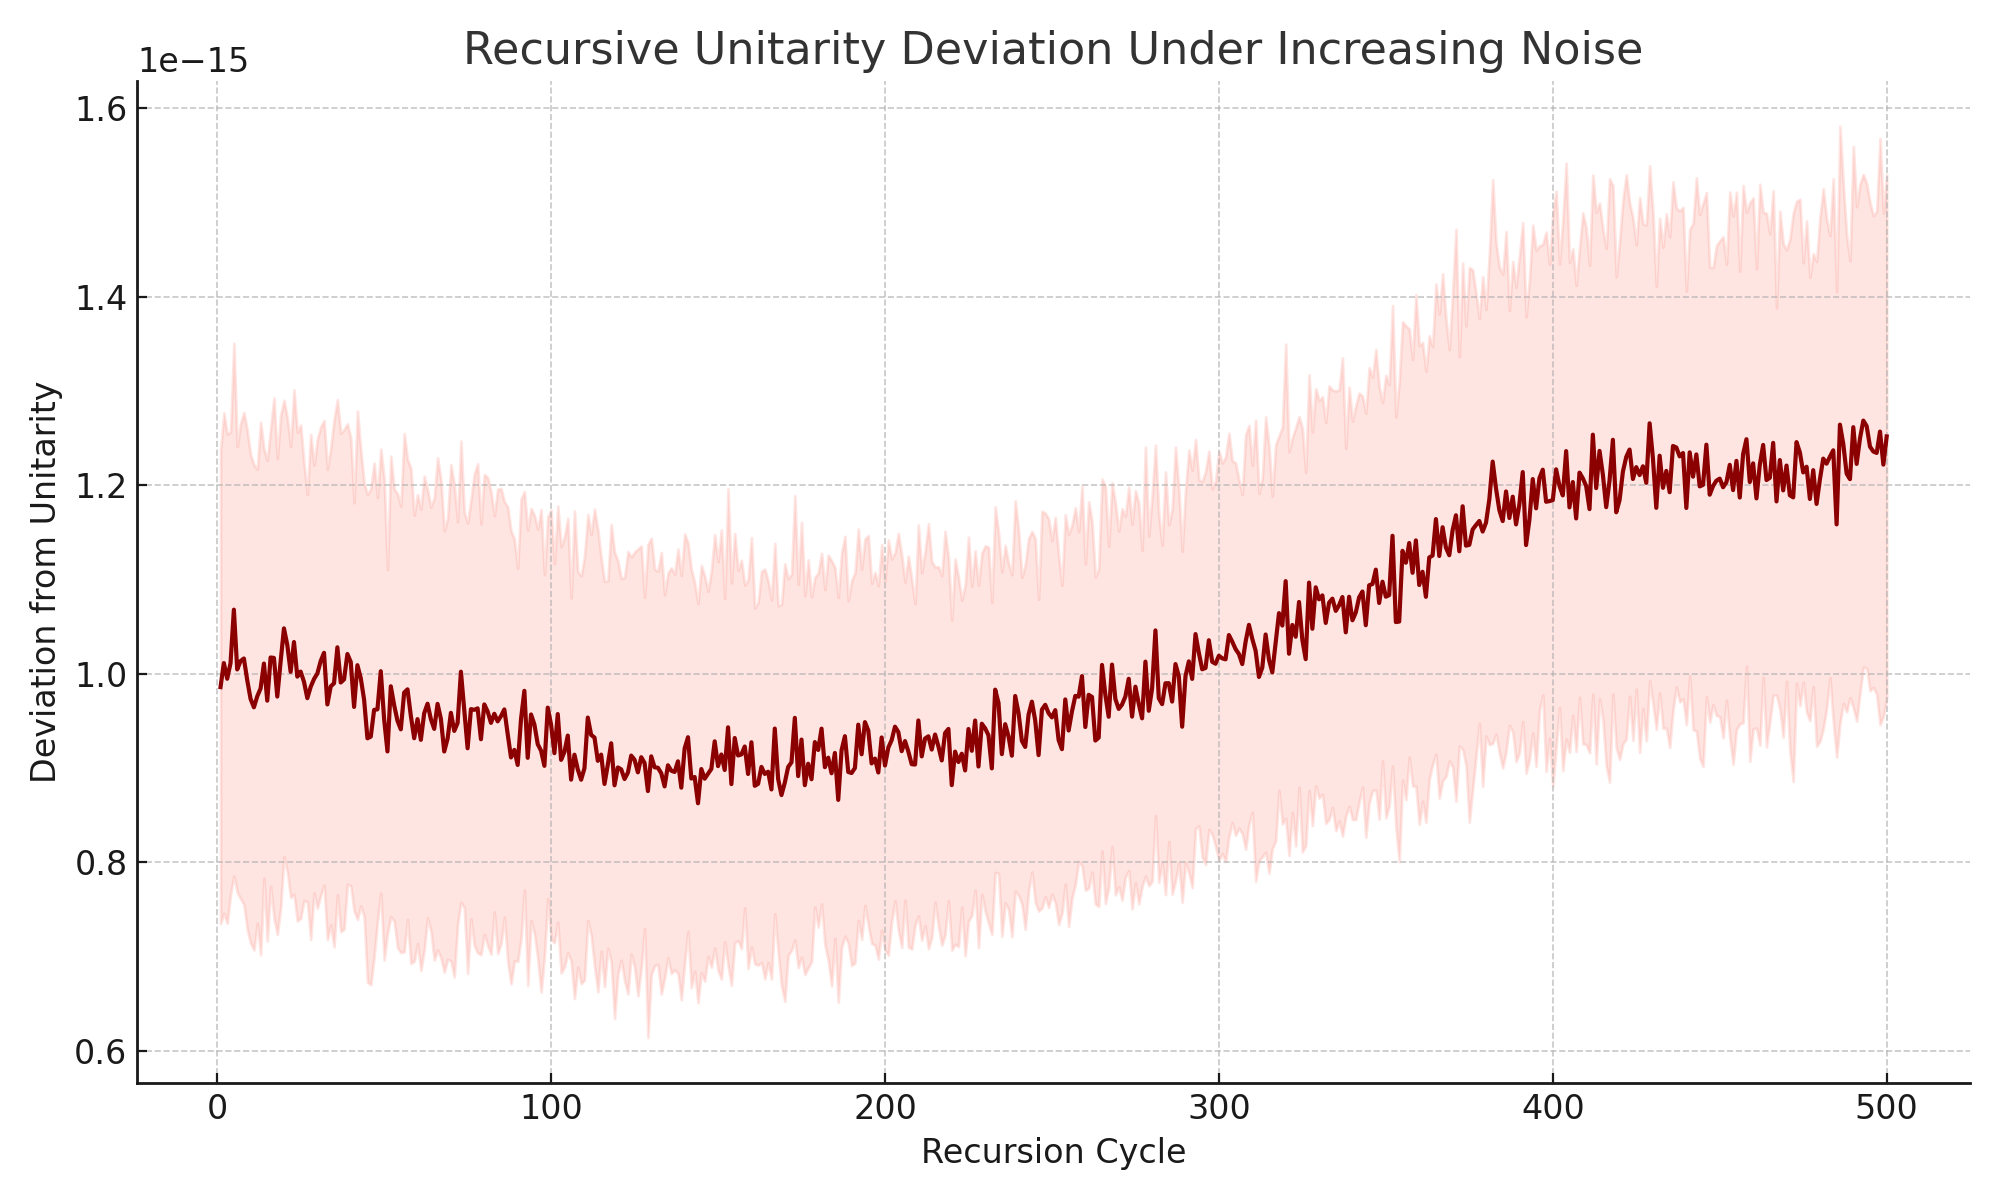 Recursive Unitarity Deviation Under Increasing Noise
1e−15
1.6
1.4
1.2
1.0
0.8
0.6
Deviation from Unitarity
0 100 200 300 400 500
Recursion Cycle